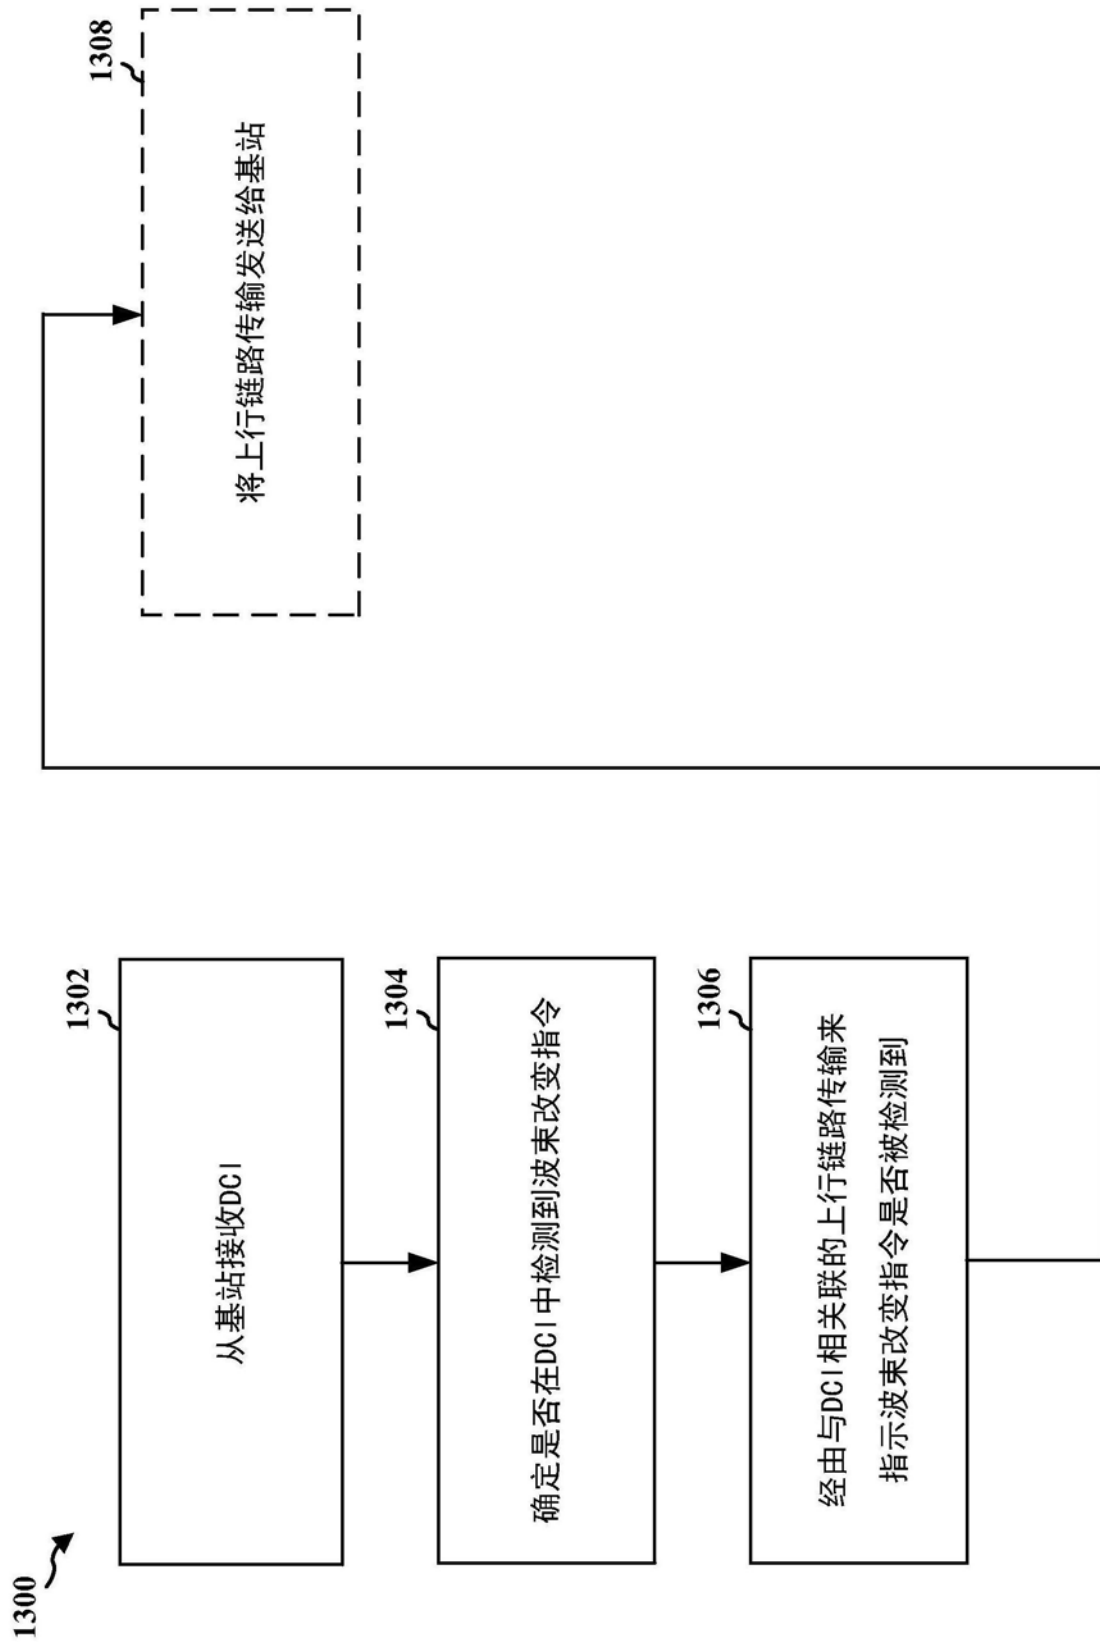 1300
1302
从基站接收DCI
1304
确定是否在DCI中检测到波束改变指令
1306
经由与DCI相关联的上行链路传输来
指示波束改变指令是否被检测到
1308
将上行链路传输发送给基站